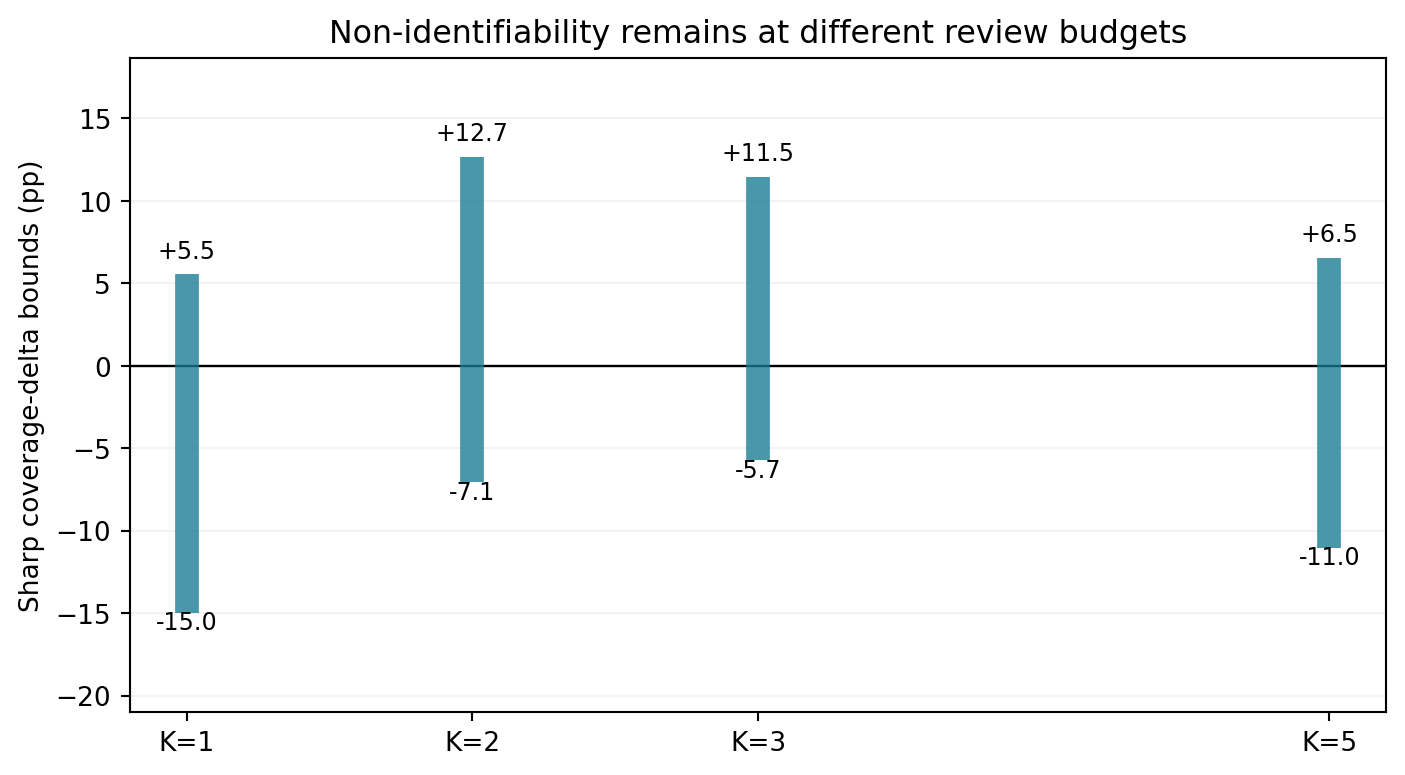 Non-identifiability remains at different review budgets
Sharp coverage-delta bounds (pp)
15
10
5
0
−5
−10
−15
−20
+5.5
-15.0
+12.7
-7.1
+11.5
-5.7
+6.5
-11.0
K=1
K=2
K=3
K=5